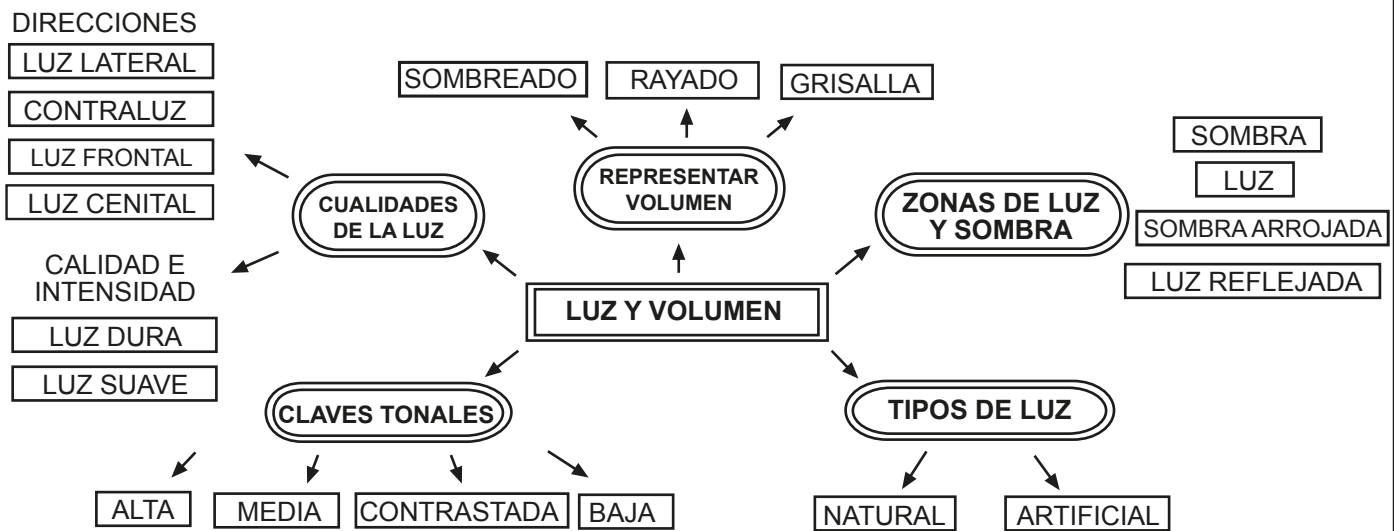 DIRECCIONES
LUZ LATERAL
CONTRALUZ
LUZ FRONTAL
LUZ CENITAL
CALIDAD E
INTENSIDAD
LUZ DURA
LUZ SUAVE
CUALIDADES
DE LA LUZ
SOMBREADO
RAYADO
GRISALLA
REPRESENTAR
VOLUMEN
ZONAS DE LUZ
Y SOMBRA
SOMBRA
LUZ
SOMBRA ARROJADA
LUZ REFLEJADA
LUZ Y VOLUMEN
CLAVES TONALES
ALTA
MEDIA
CONTRASTADA
BAJA
TIPOS DE LUZ
NATURAL
ARTIFICIAL